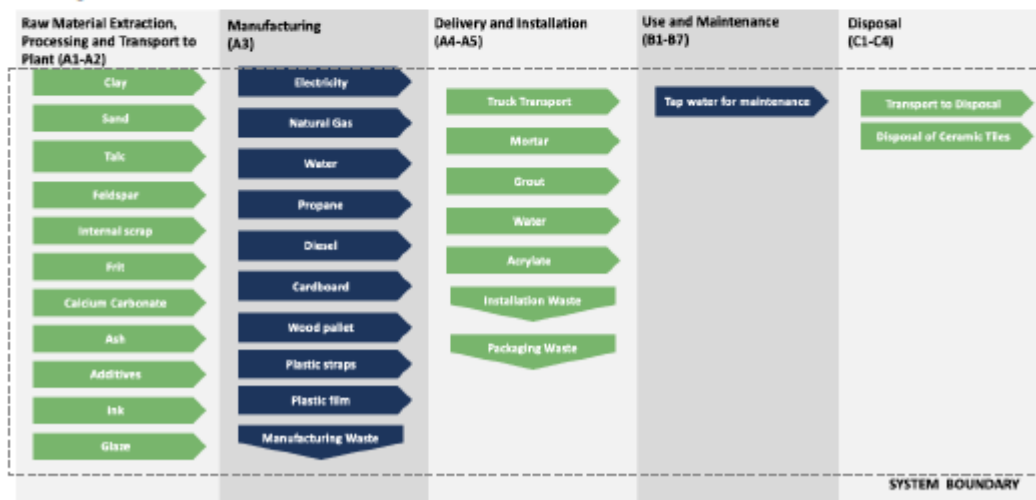 Raw Material Extraction,
Processing and Transport to
Plant (A1-A2)
Clay
Sand
Talc
Feldspar
Internal scrap
Frit
Calcium Carbonate
Ash
Additives
Ink
Glaze
Manufacturing
(A3)
Electricity
Natural Gas
Water
Propane
Diesel
Cardboard
Wood pallet
Plastic straps
Plastic film
Manufacturing Waste
Delivery and Installation
(A4-A5)
Truck Transport
Mortar
Grout
Water
Acrylate
Installation Waste
Packaging Waste
Use and Maintenance
(B1-B7)
Tap water for maintenance
Disposal
(C1-C4)
Transport to Disposal
Disposal of Ceramic Tiles
SYSTEM BOUNDARY